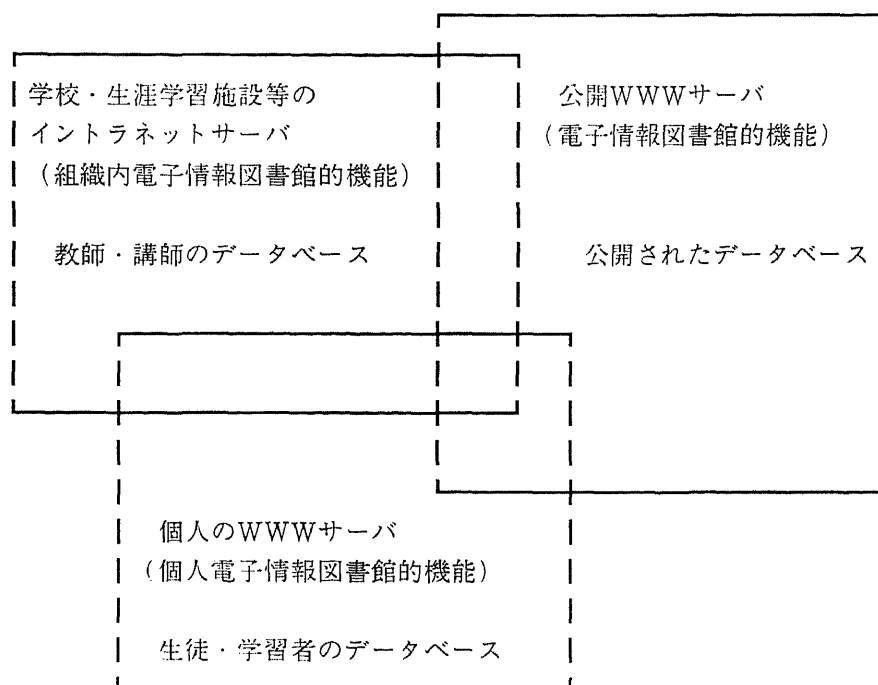 学校・生涯学習施設等の
イントラネットサーバ
（組織内電子情報図書館的機能）
教師・講師のデータベース
公開WWWサーバ
（電子情報図書館的機能）
公開されたデータベース
個人のWWWサーバ
（個人電子情報図書館的機能）
生徒・学習者のデータベース